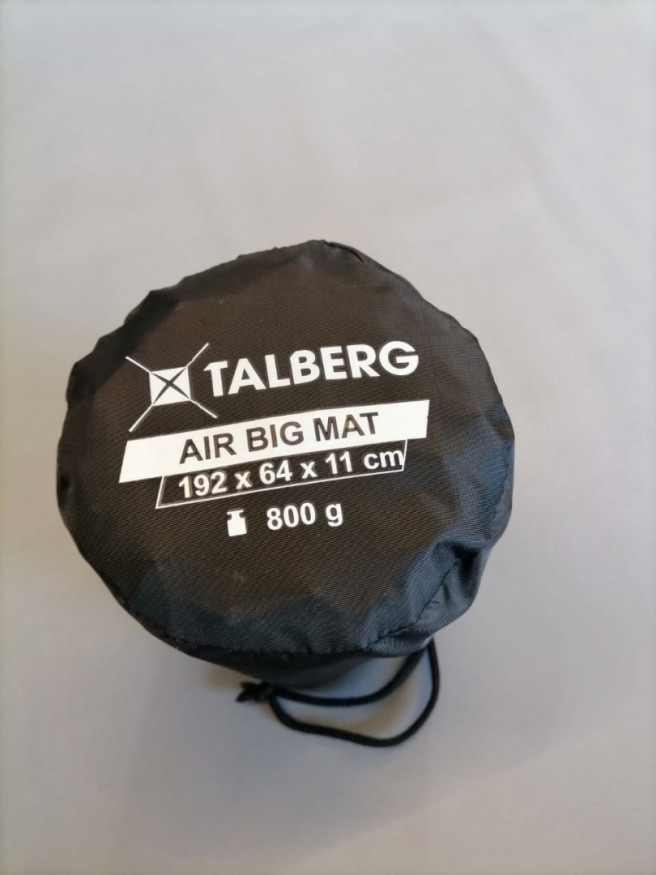 TALBERG
AIR BIG MAT
192 x 64 x 11 cm
800 g